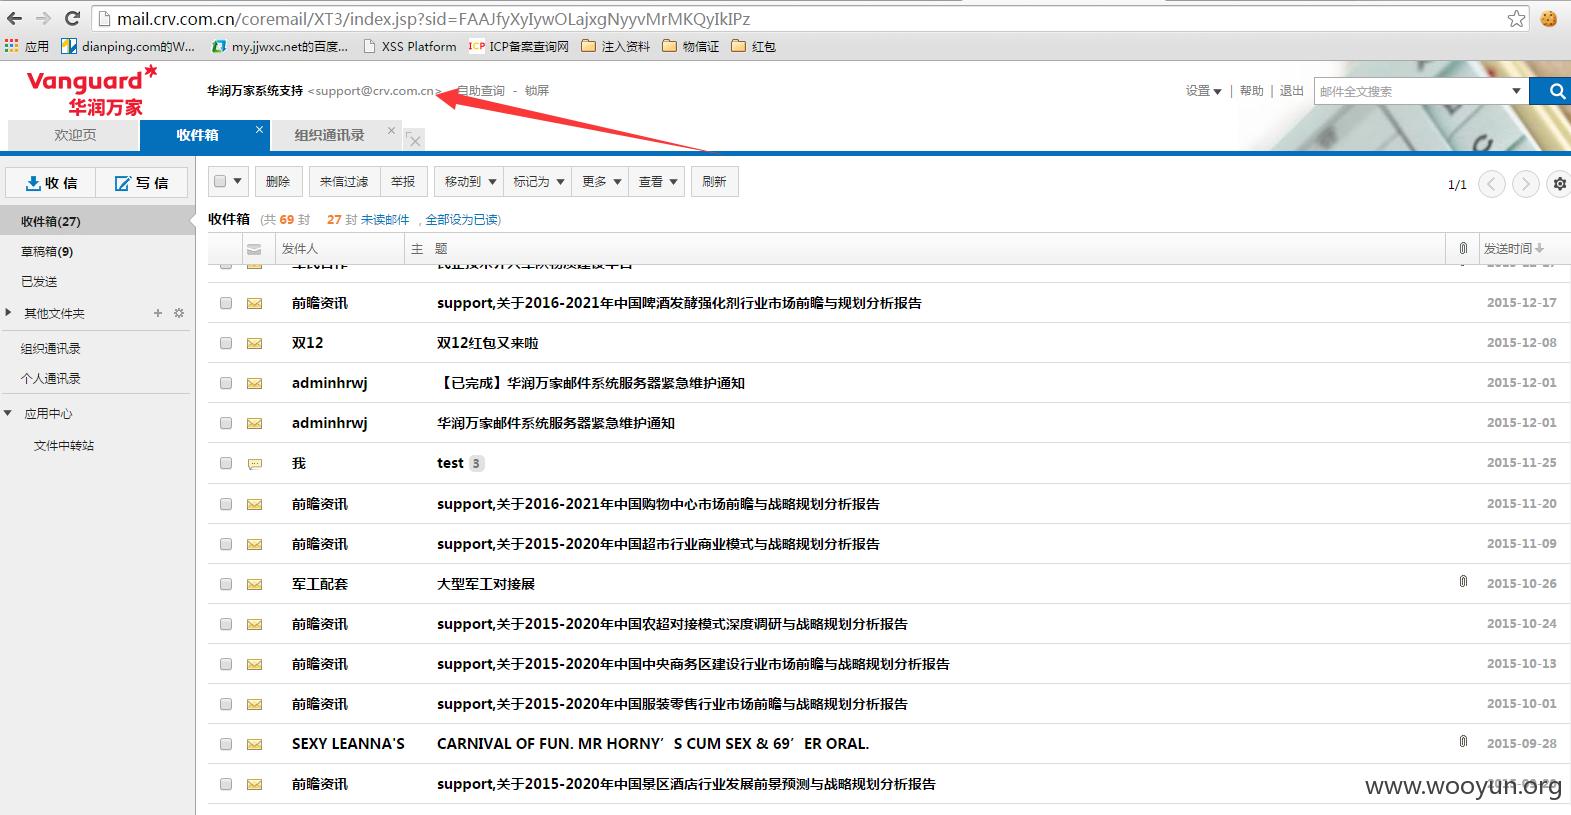 mail.crv.com.cn/coremail/XT3/index.jsp?sid=FAAJfyXyIywOLajxgNyyvMrMKQyIkIPz
应用 dianping.com的W... my.jjwxc.net的百度... XSS Platform ICP ICP备案查询网 注入资料 物信证 红包
Vanguard
华润万家
华润万家系统支持 <support@crv.com.cn> 自助查询 - 锁屏
设置 | 帮助 | 退出 邮件全文搜索
欢迎页 收件箱 组织通讯录
收信 写信
删除 来信过滤 举报 移动到 标记为 更多 查看 刷新
1/1
收件箱(27)
草稿箱(9)
已发送
其他文件夹
组织通讯录
个人通讯录
应用中心
文件中转站
收件箱 (共 69 封 27 封 未读邮件 , 全部设为已读)
发件人 主 题 发送时间
前瞻资讯 support,关于2016-2021年中国啤酒发酵强化剂行业市场前瞻与规划分析报告 2015-12-17
双12 双12红包又来啦 2015-12-08
adminhrwj 【已完成】华润万家邮件系统服务器紧急维护通知 2015-12-01
adminhrwj 华润万家邮件系统服务器紧急维护通知 2015-12-01
我 test 3 2015-11-25
前瞻资讯 support,关于2016-2021年中国购物中心市场前瞻与战略规划分析报告 2015-11-20
前瞻资讯 support,关于2015-2020年中国超市行业商业模式与战略规划分析报告 2015-11-09
军工配套 大型军工对接展 2015-10-26
前瞻资讯 support,关于2015-2020年中国农超对接模式深度调研与战略规划分析报告 2015-10-24
前瞻资讯 support,关于2015-2020年中国中央商务区建设行业市场前瞻与战略规划分析报告 2015-10-13
前瞻资讯 support,关于2015-2020年中国服装零售行业市场前瞻与战略规划分析报告 2015-10-01
SEXY LEANNA'S CARNIVAL OF FUN. MR HORNY’S CUM SEX & 69’ER ORAL. 2015-09-28
前瞻资讯 support,关于2015-2020年中国景区酒店行业发展前景预测与战略规划分析报告
www.wooyun.org